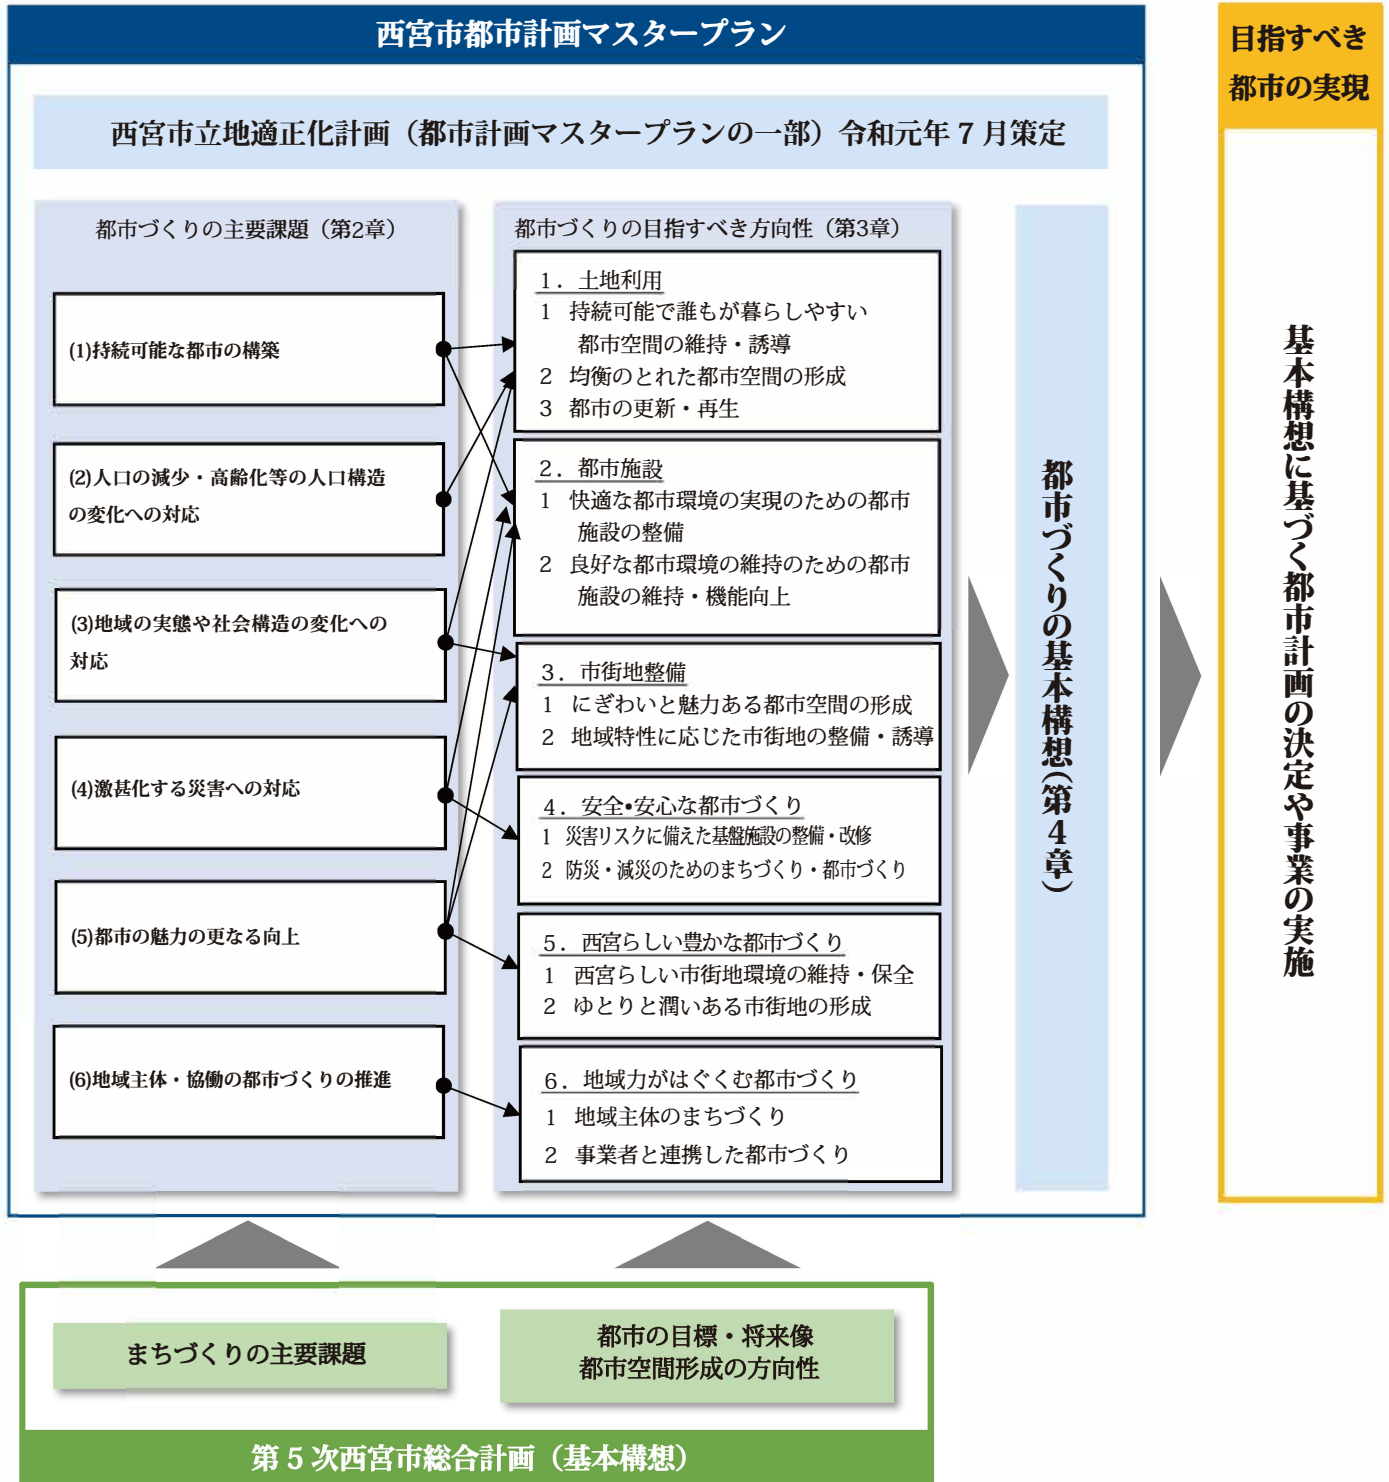 西宮市都市計画マスタープラン
西宮市立地適正化計画（都市計画マスタープランの一部）令和元年７月策定
都市づくりの主要課題（第2章）
(1)持続可能な都市の構築
(2)人口の減少・高齢化等の人口構造
の変化への対応
(3)地域の実態や社会構造の変化への
対応
(4)激甚化する災害への対応
(5)都市の魅力の更なる向上
(6)地域主体・協働の都市づくりの推進
都市づくりの目指すべき方向性（第3章）
1．土地利用
1 持続可能で誰もが暮らしやすい
都市空間の維持・誘導
2 均衡のとれた都市空間の形成
3 都市の更新・再生
2．都市施設
1 快適な都市環境の実現のための都市
施設の整備
2 良好な都市環境の維持のための都市
施設の維持・機能向上
3．市街地整備
1 にぎわいと魅力ある都市空間の形成
2 地域特性に応じた市街地の整備・誘導
4．安全•安心な都市づくり
1 災害リスクに備えた基盤施設の整備・改修
2 防災・減災のためのまちづくり・都市づくり
5．西宮らしい豊かな都市づくり
1 西宮らしい市街地環境の維持・保全
2 ゆとりと潤いある市街地の形成
6．地域力がはぐくむ都市づくり
1 地域主体のまちづくり
2 事業者と連携した都市づくり
都市づくりの基本構想（第４章）
目指すべき
都市の実現
基本構想に基づく都市計画の決定や事業の実施
まちづくりの主要課題
都市の目標・将来像
都市空間形成の方向性
第５次西宮市総合計画（基本構想）